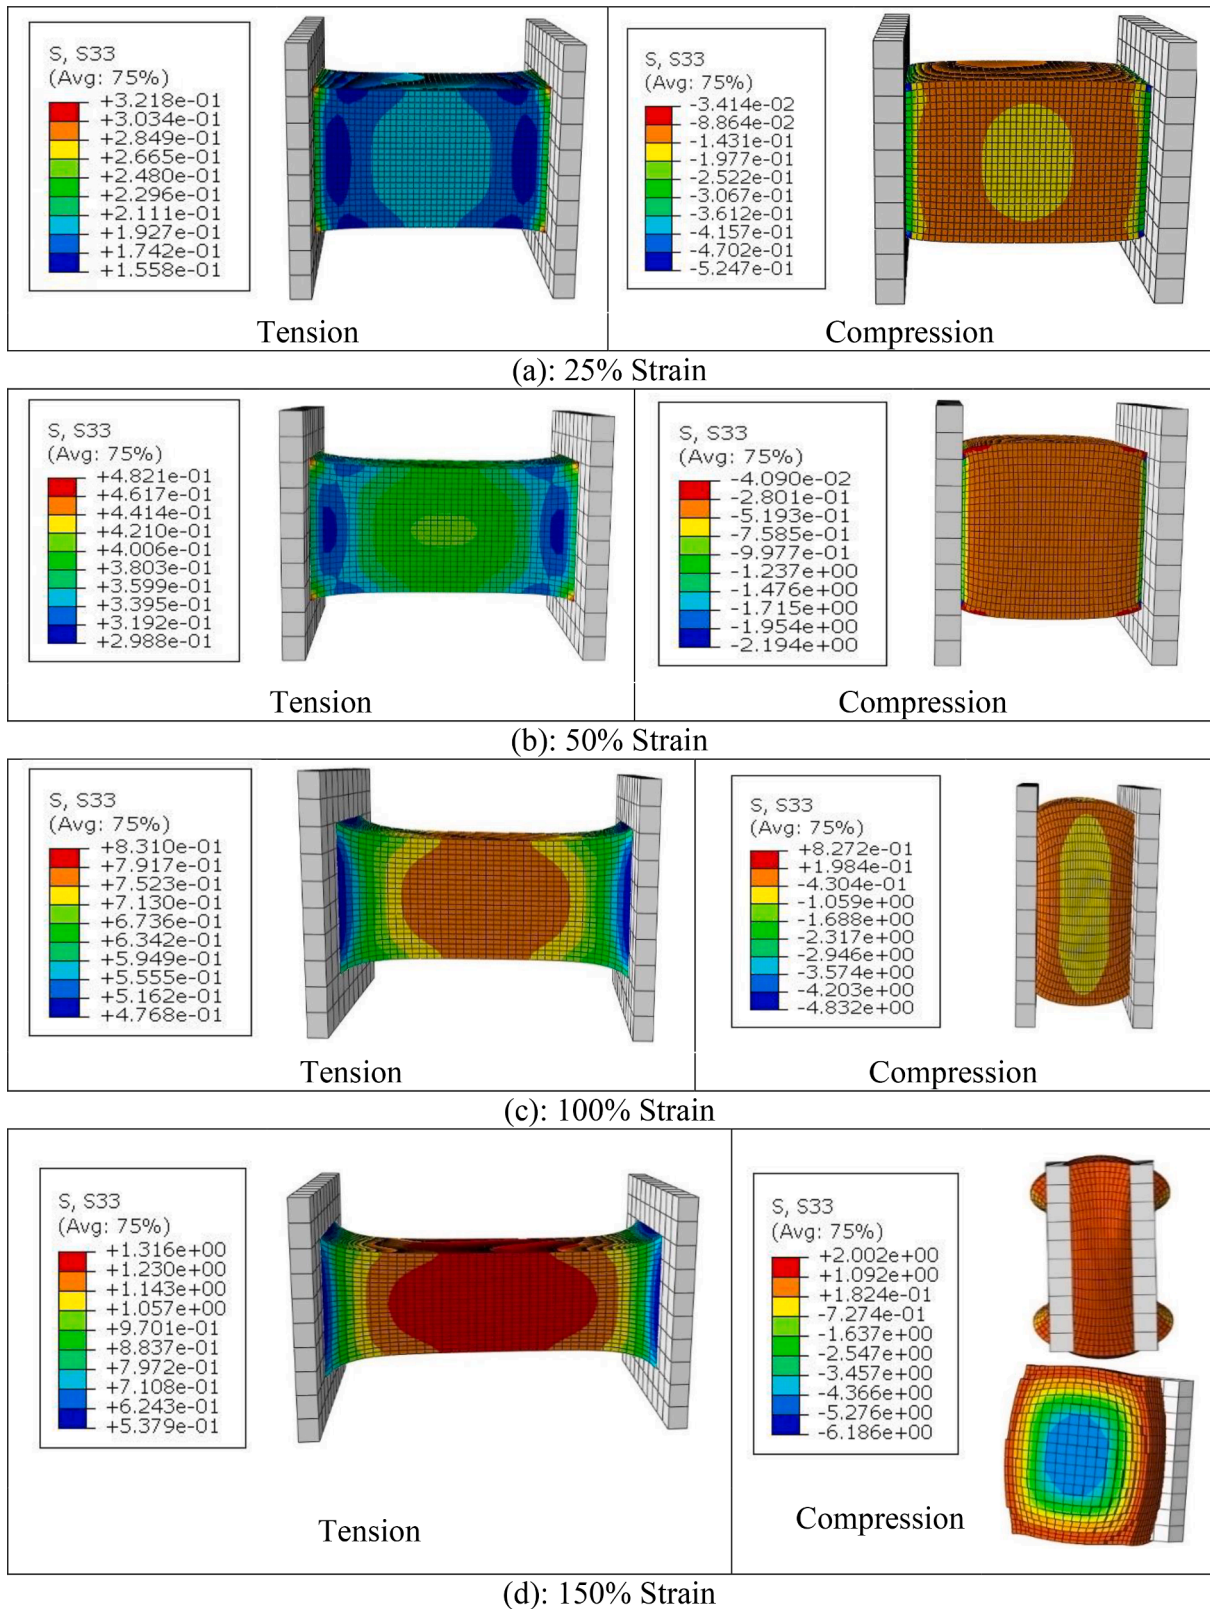 S, S33
(Avg: 75%)
+3.218e-01
+3.034e-01
+2.849e-01
+2.665e-01
+2.480e-01
+2.296e-01
+2.111e-01
+1.927e-01
+1.742e-01
+1.558e-01
Tension
S, S33
(Avg: 75%)
-3.414e-02
-8.864e-02
-1.431e-01
-1.977e-01
-2.522e-01
-3.067e-01
-3.612e-01
-4.157e-01
-4.702e-01
-5.247e-01
Compression
(a): 25% Strain
S, S33
(Avg: 75%)
+4.821e-01
+4.617e-01
+4.414e-01
+4.210e-01
+4.006e-01
+3.803e-01
+3.599e-01
+3.395e-01
+3.192e-01
+2.988e-01
Tension
S, S33
(Avg: 75%)
-4.090e-02
-2.801e-01
-5.193e-01
-7.585e-01
-9.977e-01
-1.237e+00
-1.476e+00
-1.715e+00
-1.954e+00
-2.194e+00
Compression
(b): 50% Strain
S, S33
(Avg: 75%)
+8.310e-01
+7.917e-01
+7.523e-01
+7.130e-01
+6.736e-01
+6.342e-01
+5.949e-01
+5.555e-01
+5.162e-01
+4.768e-01
Tension
S, S33
(Avg: 75%)
+8.272e-01
+1.984e-01
-4.304e-01
-1.059e+00
-1.688e+00
-2.317e+00
-2.946e+00
-3.574e+00
-4.203e+00
-4.832e+00
Compression
(c): 100% Strain
S, S33
(Avg: 75%)
+1.316e+00
+1.230e+00
+1.143e+00
+1.057e+00
+9.701e-01
+8.837e-01
+7.972e-01
+7.108e-01
+6.243e-01
+5.379e-01
Tension
S, S33
(Avg: 75%)
+2.002e+00
+1.092e+00
+1.824e-01
-7.274e-01
-1.637e+00
-2.547e+00
-3.457e+00
-4.366e+00
-5.276e+00
-6.186e+00
Compression
(d): 150% Strain